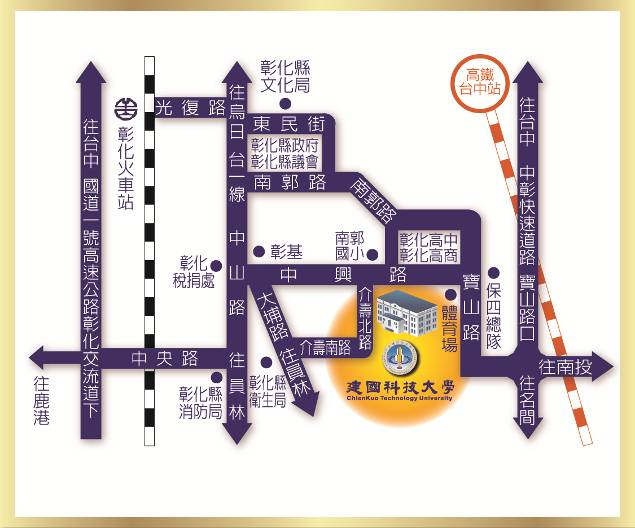 彰化縣
文化局
高鐵
台中站
光復路
往烏日 台一線 中山路 往員林
東民街
彰化縣政府
彰化縣議會
南郭路
南郭路
往台中 國道一號高速公路彰化交流道下
彰化火車站
往台中 中彰快速道路 寶山路口
彰化
稅捐處
彰基
南郭
國小
彰化高中
彰化高商
中興路
寶山路
保四總隊
體育場
大埔路 往員林
介壽北路
介壽南路
中央路
往鹿港
彰化縣
消防局
彰化縣
衛生局
建國科技大學
ChienKuo Technology University
往南投
往名間